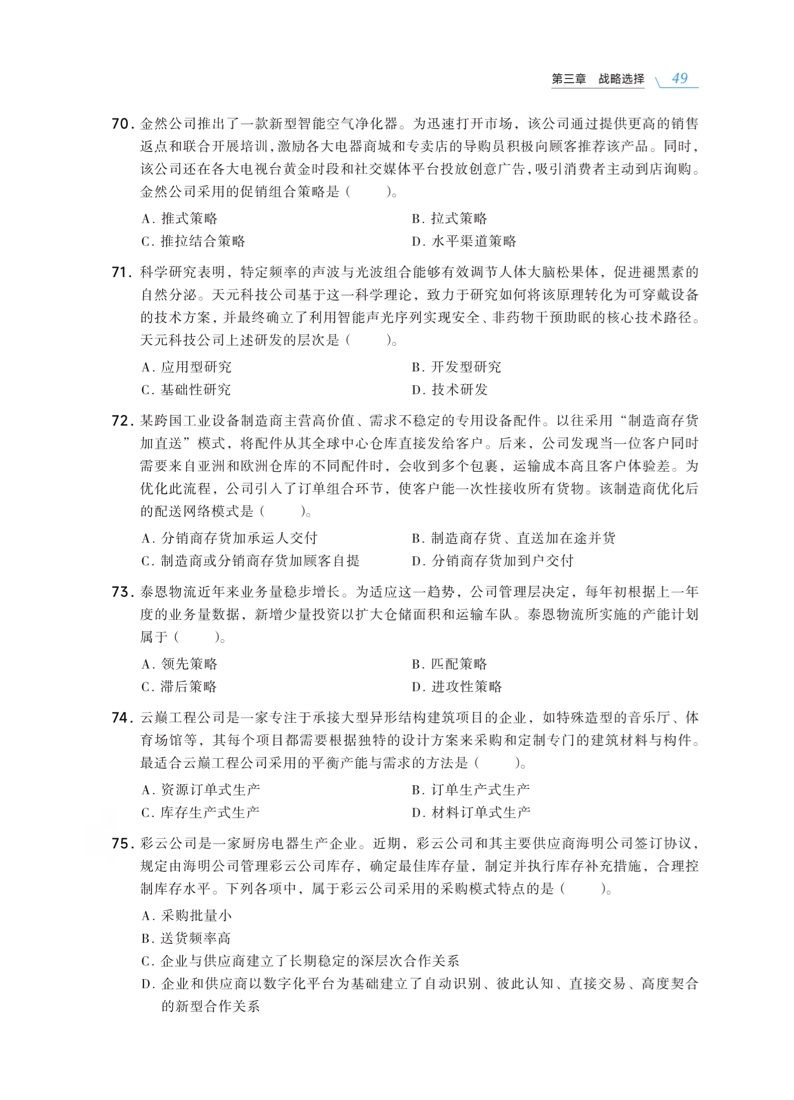 第三章　战略选择　49
70. 金然公司推出了一款新型智能空气净化器。为迅速打开市场，该公司通过提供更高的销售
返点和联合开展培训，激励各大电器商城和专卖店的导购员积极向顾客推荐该产品。同时，
该公司还在各大电视台黄金时段和社交媒体平台投放创意广告，吸引消费者主动到店询购。
金然公司采用的促销组合策略是（　　）。
A. 推式策略　B. 拉式策略
C. 推拉结合策略　D. 水平渠道策略
71. 科学研究表明，特定频率的声波与光波组合能够有效调节人体大脑松果体，促进褪黑素的
自然分泌。天元科技公司基于这一科学理论，致力于研究如何将该原理转化为可穿戴设备
的技术方案，并最终确立了利用智能声光序列实现安全、非药物干预助眠的核心技术路径。
天元科技公司上述研发的层次是（　　）。
A. 应用型研究　B. 开发型研究
C. 基础性研究　D. 技术研发
72. 某跨国工业设备制造商主营高价值、需求不稳定的专用设备配件。以往采用“制造商存货
加直送”模式，将配件从其全球中心仓库直接发给客户。后来，公司发现当一位客户同时
需要来自亚洲和欧洲仓库的不同配件时，会收到多个包裹，运输成本高且客户体验差。为
优化此流程，公司引入了订单组合环节，使客户能一次性接收所有货物。该制造商优化后
的配送网络模式是（　　）。
A. 分销商存货加承运人交付　B. 制造商存货、直送加在途并货
C. 制造商或分销商存货加顾客自提　D. 分销商存货加到户交付
73. 泰恩物流近年来业务量稳步增长。为适应这一趋势，公司管理层决定，每年初根据上一年
度的业务量数据，新增少量投资以扩大仓储面积和运输车队。泰恩物流所实施的产能计划
属于（　　）。
A. 领先策略　B. 匹配策略
C. 滞后策略　D. 进攻性策略
74. 云巅工程公司是一家专注于承接大型异形结构建筑项目的企业，如特殊造型的音乐厅、体
育场馆等，其每个项目都需要根据独特的设计方案来采购和定制专门的建筑材料与构件。
最适合云巅工程公司采用的平衡产能与需求的方法是（　　）。
A. 资源订单式生产　B. 订单生产式生产
C. 库存生产式生产　D. 材料订单式生产
75. 彩云公司是一家厨房电器生产企业。近期，彩云公司和其主要供应商海明公司签订协议，
规定由海明公司管理彩云公司库存，确定最佳库存量，制定并执行库存补充措施，合理控
制库存水平。下列各项中，属于彩云公司采用的采购模式特点的是（　　）。
A. 采购批量小
B. 送货频率高
C. 企业与供应商建立了长期稳定的深层次合作关系
D. 企业和供应商以数字化平台为基础建立了自动识别、彼此认知、直接交易、高度契合
的新型合作关系